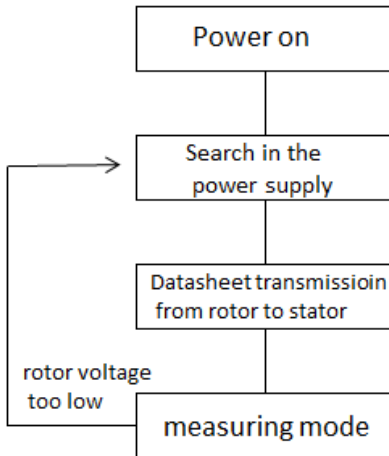 Power on
Search in the
power supply
Datasheet transmissioin
from rotor to stator
rotor voltage
too low
measuring mode